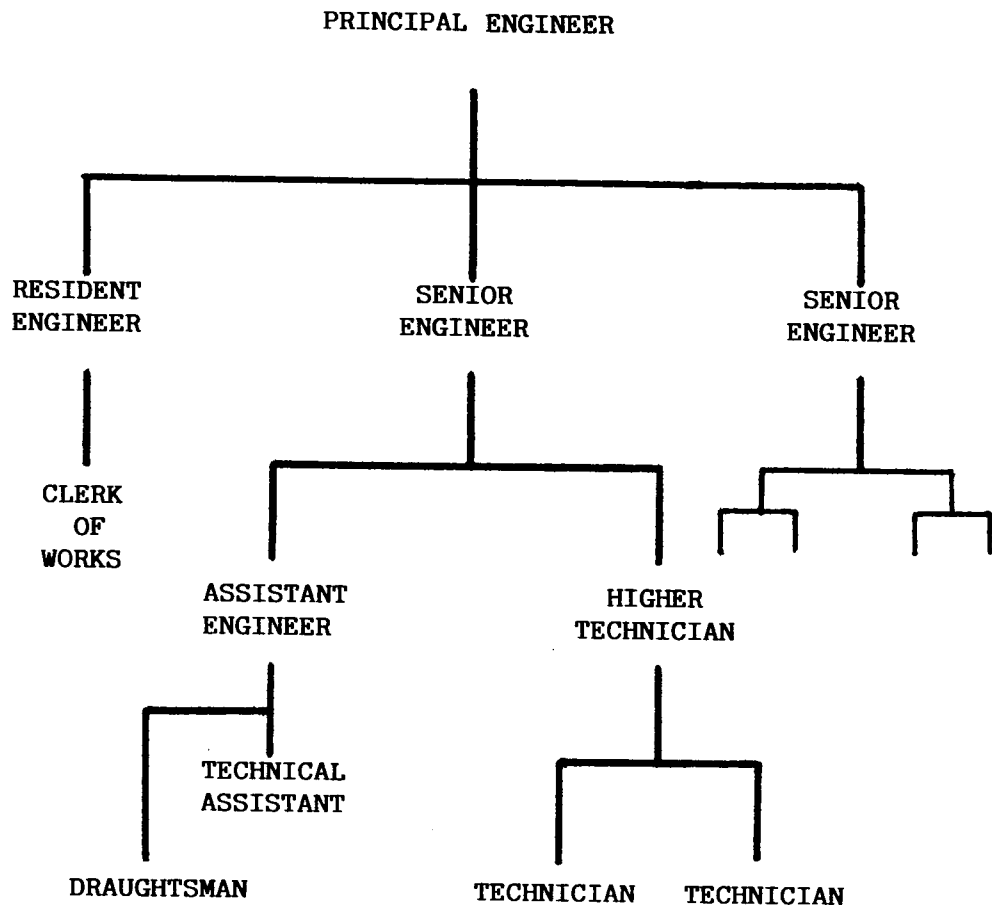 PRINCIPAL ENGINEER
RESIDENT
ENGINEER
SENIOR
ENGINEER
SENIOR
ENGINEER
CLERK
OF
WORKS
ASSISTANT
ENGINEER
HIGHER
TECHNICIAN
TECHNICAL
ASSISTANT
DRAUGHTSMAN
TECHNICIAN
TECHNICIAN